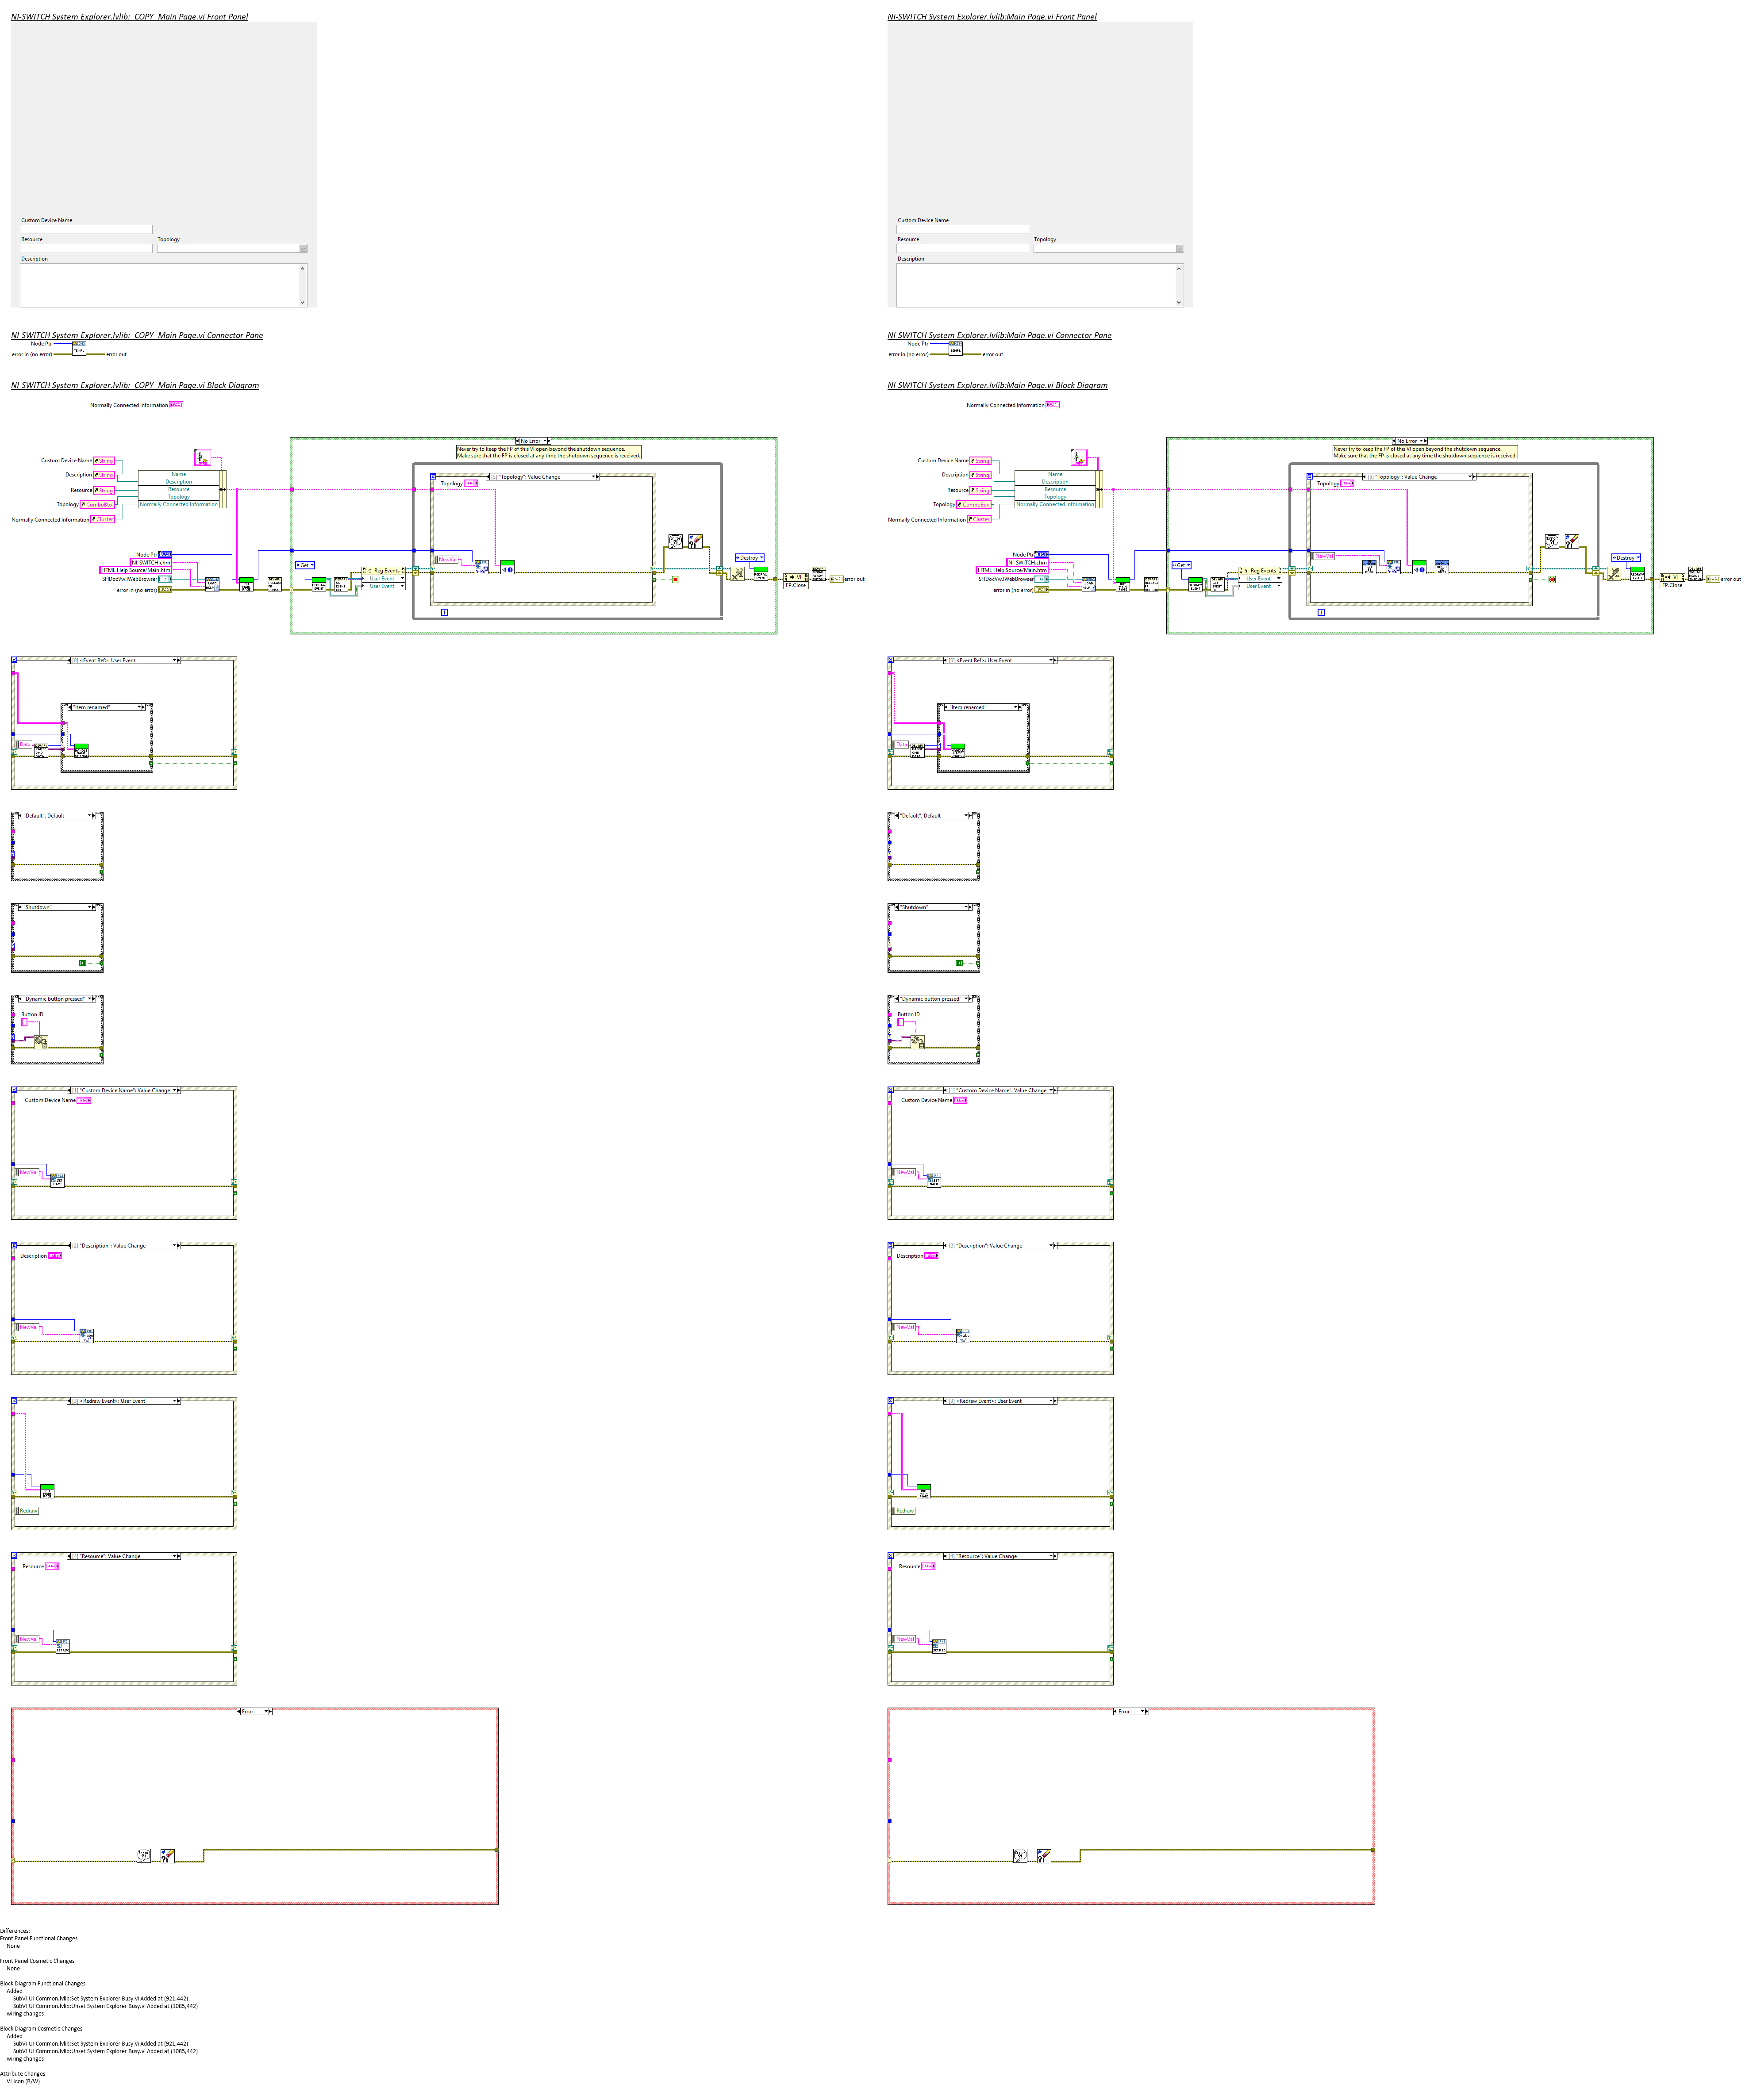 NI-SWITCH System Explorer.lvlib:_COPY_Main Page.vi Front Panel
Custom Device Name
Resource
Topology
Description
NI-SWITCH System Explorer.lvlib:_COPY_Main Page.vi Connector Pane
Node Ptr
error in (no error)
error out
NI-SWITCH System Explorer.lvlib:_COPY_Main Page.vi Block Diagram
Normally Connected Information
No Error
Never try to keep the FP of this VI open beyond the shutdown sequence.
Make sure that the FP is closed at any time the shutdown sequence is received.
Custom Device Name String
Description String
Resource String
Topology ComboBox
Normally Connected Information Cluster
Name
Description
Resource
Topology
Normally Connected Information
"Topology": Value Change
Topology
NewVal
Node Ptr
NI-SWITCH.chm
HTML Help Source/Main.htm
SHDocVw.IWebBrowser
error in (no error)
Get
Reg Events
User Event
User Event
Destroy
VI
FP.Close
error out
[0] <Event Ref>: User Event
"Item renamed"
Data
"Default", Default
"Shutdown"
"Dynamic button pressed"
Button ID
[1] "Custom Device Name": Value Change
Custom Device Name
NewVal
[2] "Description": Value Change
Description
NewVal
[3] <Redraw Event>: User Event
Redraw
[4] "Resource": Value Change
Resource
NewVal
Error
NI-SWITCH System Explorer.lvlib:Main Page.vi Front Panel
Custom Device Name
Resource
Topology
Description
NI-SWITCH System Explorer.lvlib:Main Page.vi Connector Pane
Node Ptr
error in (no error)
error out
NI-SWITCH System Explorer.lvlib:Main Page.vi Block Diagram
Normally Connected Information
No Error
Never try to keep the FP of this VI open beyond the shutdown sequence.
Make sure that the FP is closed at any time the shutdown sequence is received.
Custom Device Name String
Description String
Resource String
Topology ComboBox
Normally Connected Information Cluster
Name
Description
Resource
Topology
Normally Connected Information
"Topology": Value Change
Topology
NewVal
Node Ptr
NI-SWITCH.chm
HTML Help Source/Main.htm
SHDocVw.IWebBrowser
error in (no error)
Get
Reg Events
User Event
User Event
Destroy
VI
FP.Close
error out
<Event Ref>: User Event
"Item renamed"
Data
"Default", Default
"Shutdown"
"Dynamic button pressed"
Button ID
[1] "Custom Device Name": Value Change
Custom Device Name
NewVal
[2] "Description": Value Change
Description
NewVal
[3] <Redraw Event>: User Event
Redraw
[4] "Resource": Value Change
Resource
NewVal
Error
Differences:
Front Panel Functional Changes
None
Front Panel Cosmetic Changes
None
Block Diagram Functional Changes
Added
SubVI UI Common.lvlib:Set System Explorer Busy.vi Added at (921,442)
SubVI UI Common.lvlib:Unset System Explorer Busy.vi Added at (1085,442)
wiring changes
Block Diagram Cosmetic Changes
Added
SubVI UI Common.lvlib:Set System Explorer Busy.vi Added at (921,442)
SubVI UI Common.lvlib:Unset System Explorer Busy.vi Added at (1085,442)
wiring changes
Attribute Changes
VI Icon (B/W)